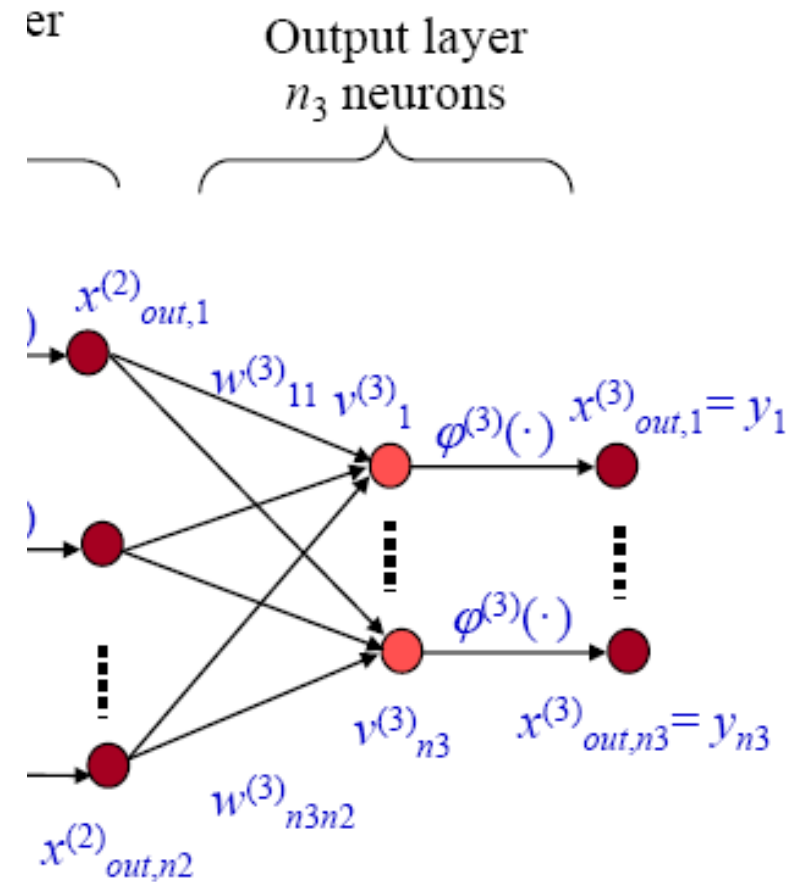 er
Output layer
n₃ neurons
x⁽²⁾out,1
)
w⁽³⁾11 v⁽³⁾1 φ⁽³⁾(·) x⁽³⁾out,1= y1
)
φ⁽³⁾(·)
v⁽³⁾n3 x⁽³⁾out,n3= yn3
w⁽³⁾n3n2
x⁽²⁾out,n2